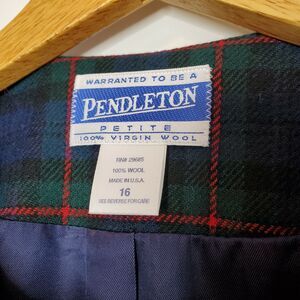 WARRANTED TO BE A
PENDLETON
PETITE
100% VIRGIN WOOL
RN# 29685
100% WOOL
MADE IN U.S.A.
16
SEE REVERSE FOR CARE